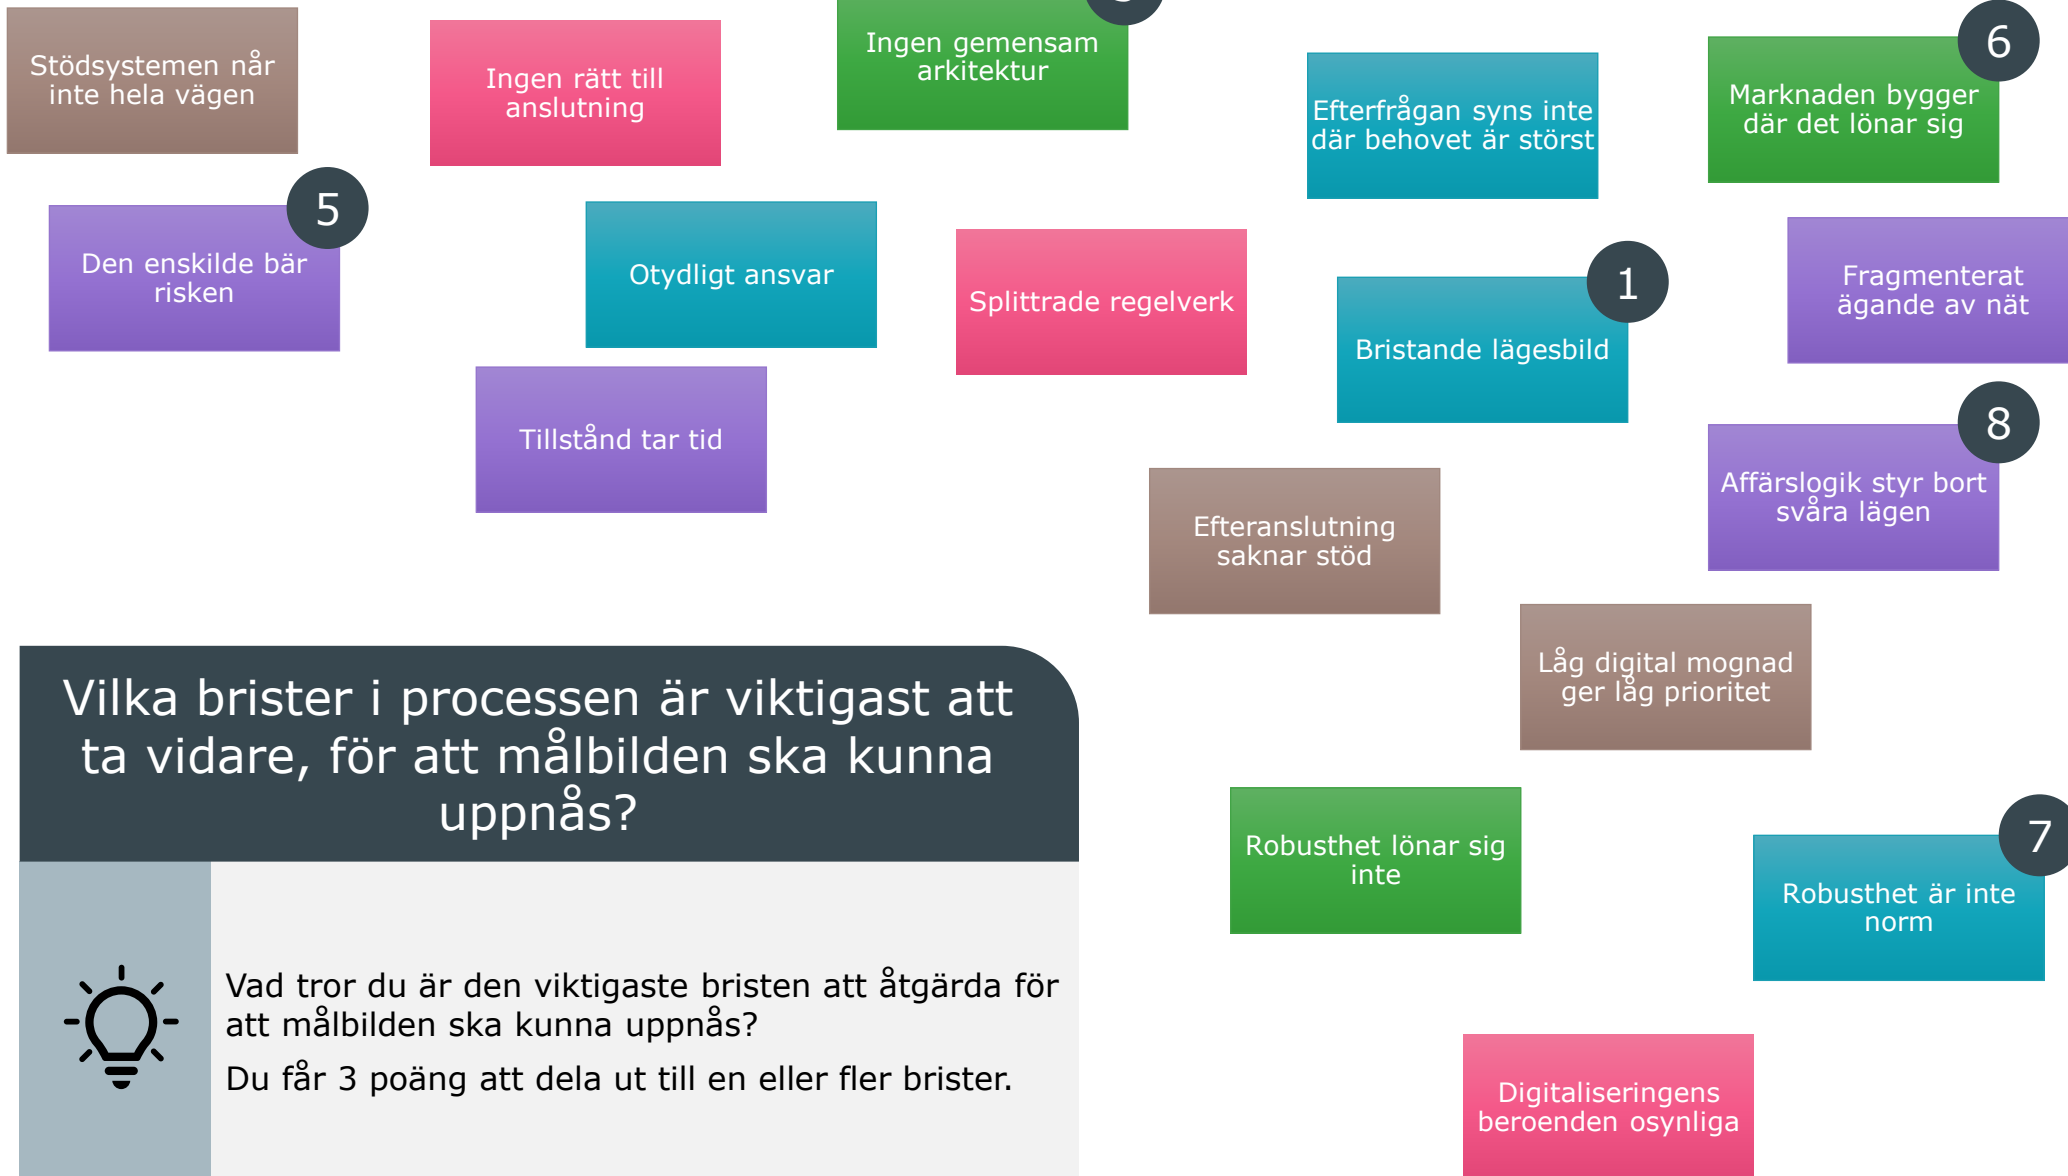 Stödsystemen når
inte hela vägen
Ingen rätt till
anslutning
Ingen gemensam
arkitektur
Efterfrågan syns inte
där behovet är störst
6
Marknaden bygger
där det lönar sig
5
Den enskilde bär
risken
Otydligt ansvar
Splittrade regelverk
1
Bristande lägesbild
Fragmenterat
ägande av nät
Tillstånd tar tid
8
Affärslogik styr bort
svåra lägen
Efteranslutning
saknar stöd
Låg digital mognad
ger låg prioritet
Vilka brister i processen är viktigast att
ta vidare, för att målbilden ska kunna
uppnås?
Robusthet lönar sig
inte
7
Robusthet är inte
norm
Vad tror du är den viktigaste bristen att åtgärda för
att målbilden ska kunna uppnås?
Du får 3 poäng att dela ut till en eller fler brister.
Digitaliseringens
beroenden osynliga